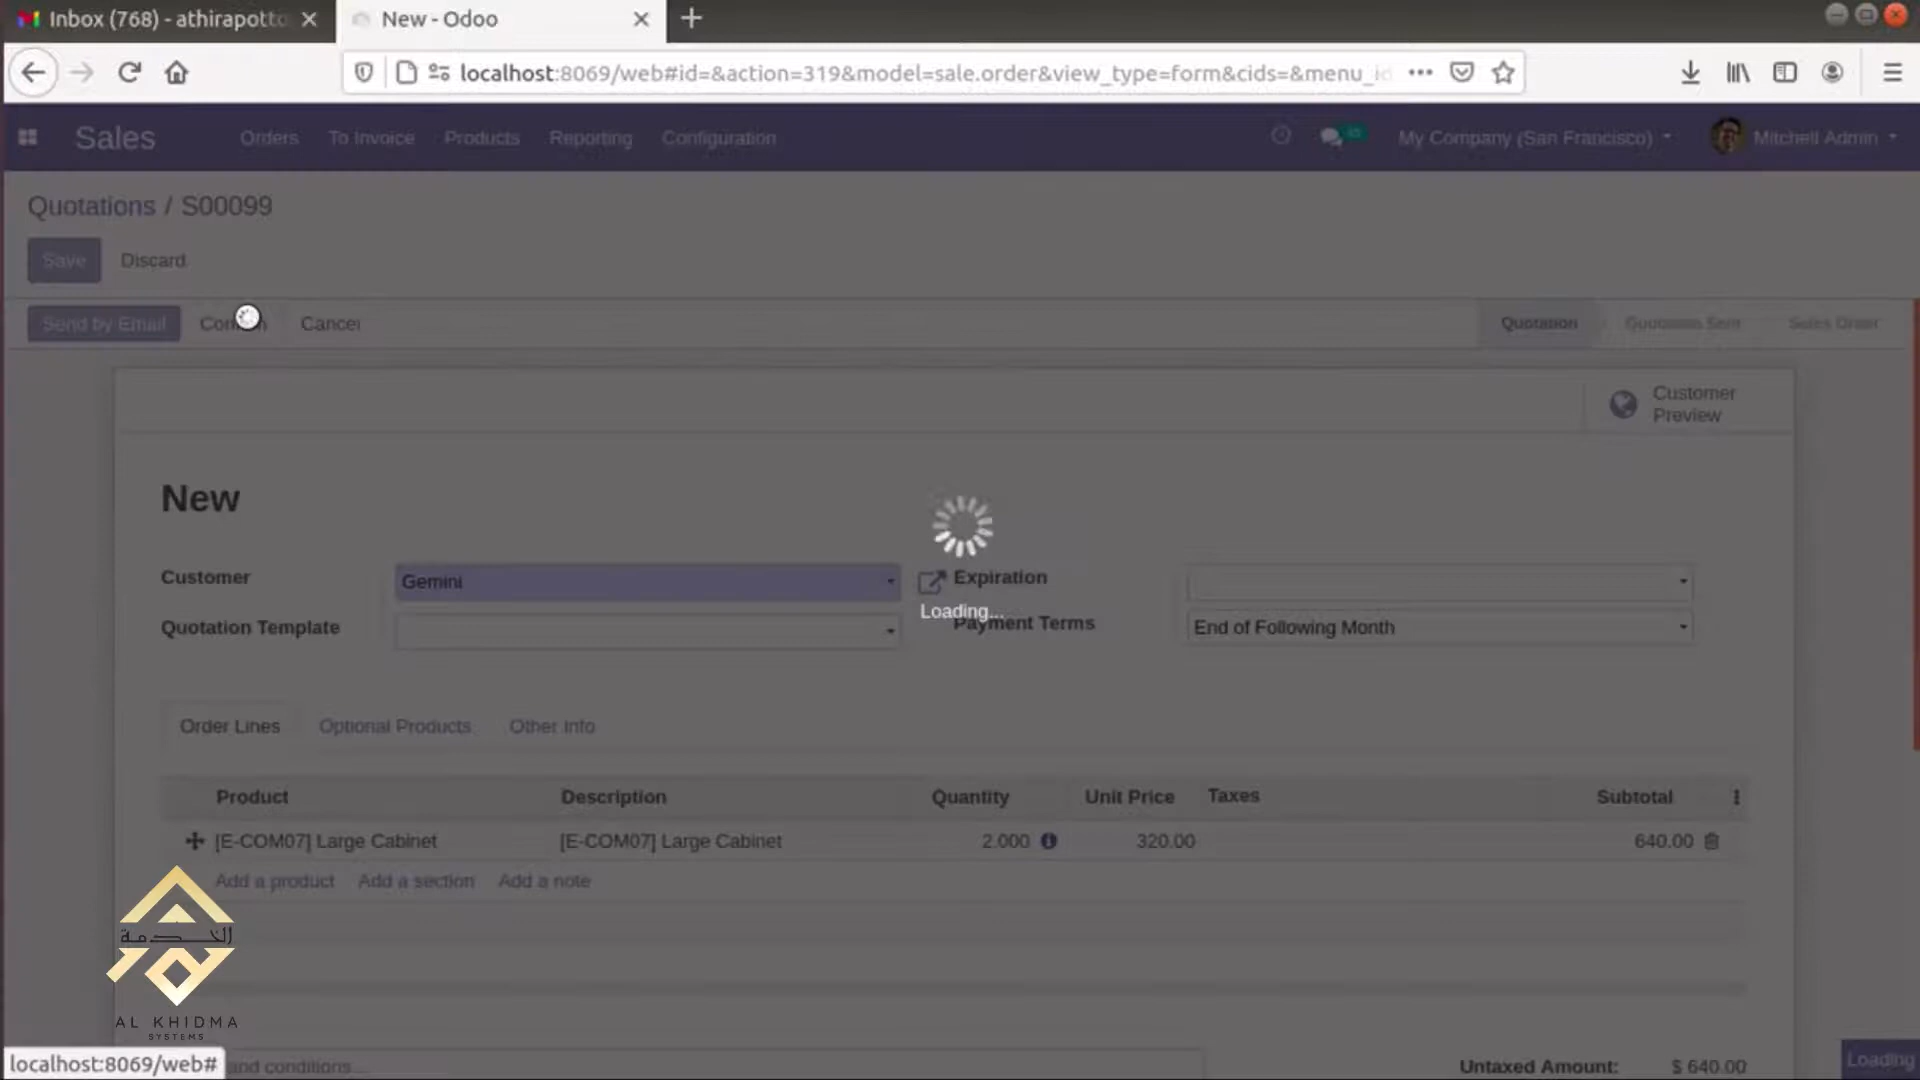 Inbox (768) - athirapotto
New - Odoo
localhost:8069/web#id=&action=319&model=sale.order&view_type=form&cids=&menu_id
Sales
Orders
To Invoice
Products
Reporting
Configuration
My Company (San Francisco)
Mitchell Admin
Quotations / S00099
Save
Discard
Send by Email
Cancel
Quotation
Quotation Sent
Sales Order
Customer
Preview
New
Customer
Gemini
Expiration
Loading...
Quotation Template
Payment Terms
End of Following Month
Order Lines
Optional Products
Other Info
Product
Description
Quantity
Unit Price
Taxes
Subtotal
[E-COM07] Large Cabinet
[E-COM07] Large Cabinet
2.000
320.00
640.00
Add a product
Add a section
Add a note
الخدمة
AL KHIDMA
SYSTEMS
localhost:8069/web#
and conditions...
Untaxed Amount:
$ 640.00
Loading